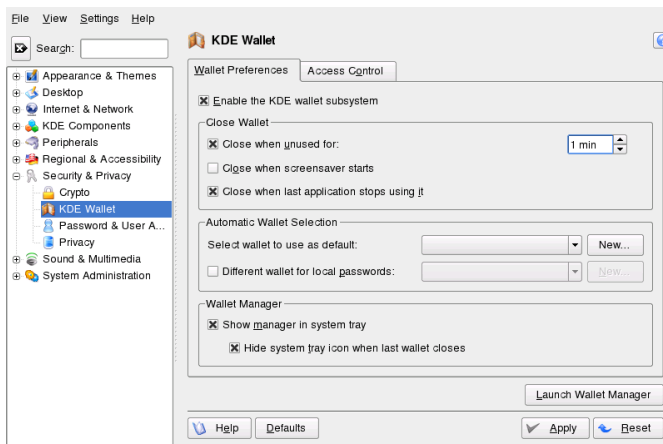 File View Settings Help
Search:
Appearance & Themes
Desktop
Internet & Network
KDE Components
Peripherals
Regional & Accessibility
Security & Privacy
Crypto
KDE Wallet
Password & User A...
Privacy
Sound & Multimedia
System Administration
KDE Wallet
Wallet Preferences Access Control
Enable the KDE wallet subsystem
Close Wallet
Close when unused for: 1 min
Close when screensaver starts
Close when last application stops using it
Automatic Wallet Selection
Select wallet to use as default: New...
Different wallet for local passwords: New...
Wallet Manager
Show manager in system tray
Hide system tray icon when last wallet closes
Launch Wallet Manager
Help Defaults Apply Reset